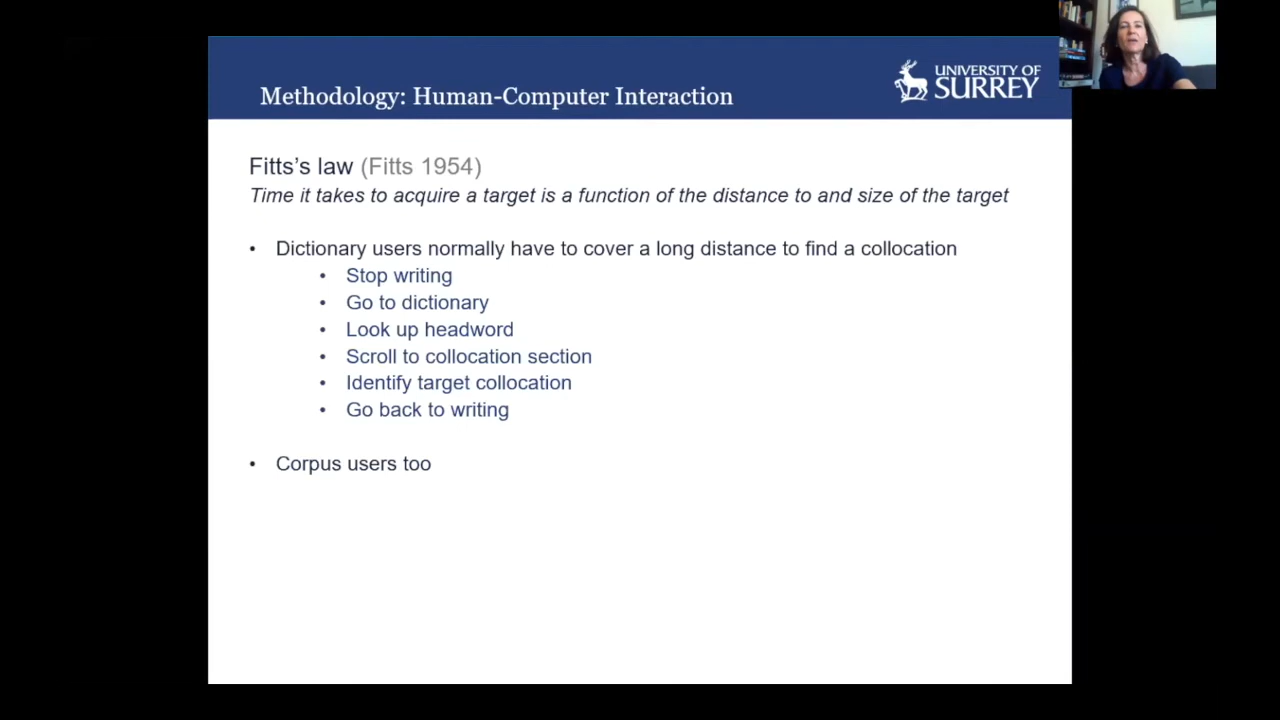 Methodology: Human-Computer Interaction
UNIVERSITY OF
SURREY
Fitts's law (Fitts 1954)
Time it takes to acquire a target is a function of the distance to and size of the target
• Dictionary users normally have to cover a long distance to find a collocation
• Stop writing
• Go to dictionary
• Look up headword
• Scroll to collocation section
• Identify target collocation
• Go back to writing
• Corpus users too